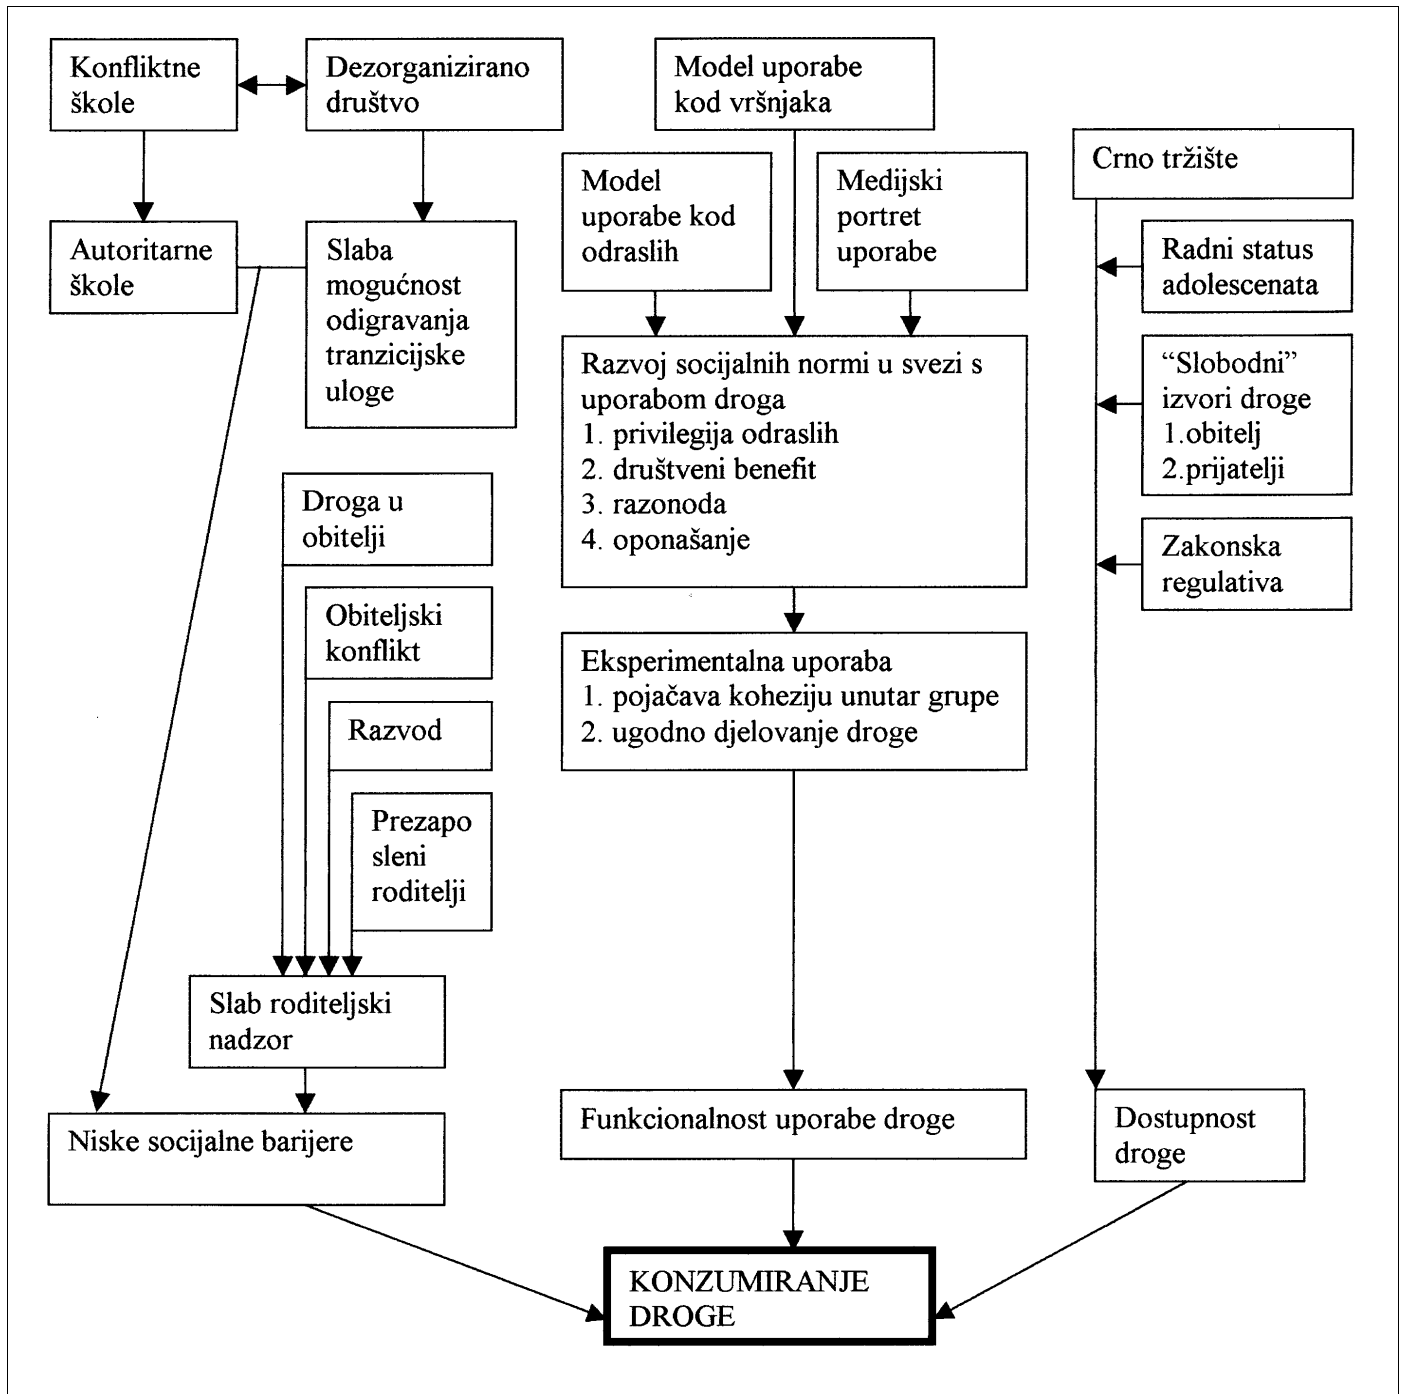 Konfliktne
škole
Dezorganizirano
društvo
Model uporabe
kod vršnjaka
Crno tržište
Model
uporabe kod
odraslih
Medijski
portret
uporabe
Autoritarne
škole
Slaba
mogućnost
odigravanja
tranzicijske
uloge
Radni status
adolescenata
Razvoj socijalnih normi u svezi s
uporabom droga
1. privilegija odraslih
2. društveni benefit
3. razonoda
4. oponašanje
“Slobodni”
izvori droge
1.obitelj
2.prijatelji
Droga u
obitelji
Zakonska
regulativa
Obiteljski
konflikt
Eksperimentalna uporaba
1. pojačava koheziju unutar grupe
2. ugodno djelovanje droge
Razvod
Prezapo
sleni
roditelji
Slab roditeljski
nadzor
Niske socijalne barijere
Funkcionalnost uporabe droge
Dostupnost
droge
KONZUMIRANJE
DROGE